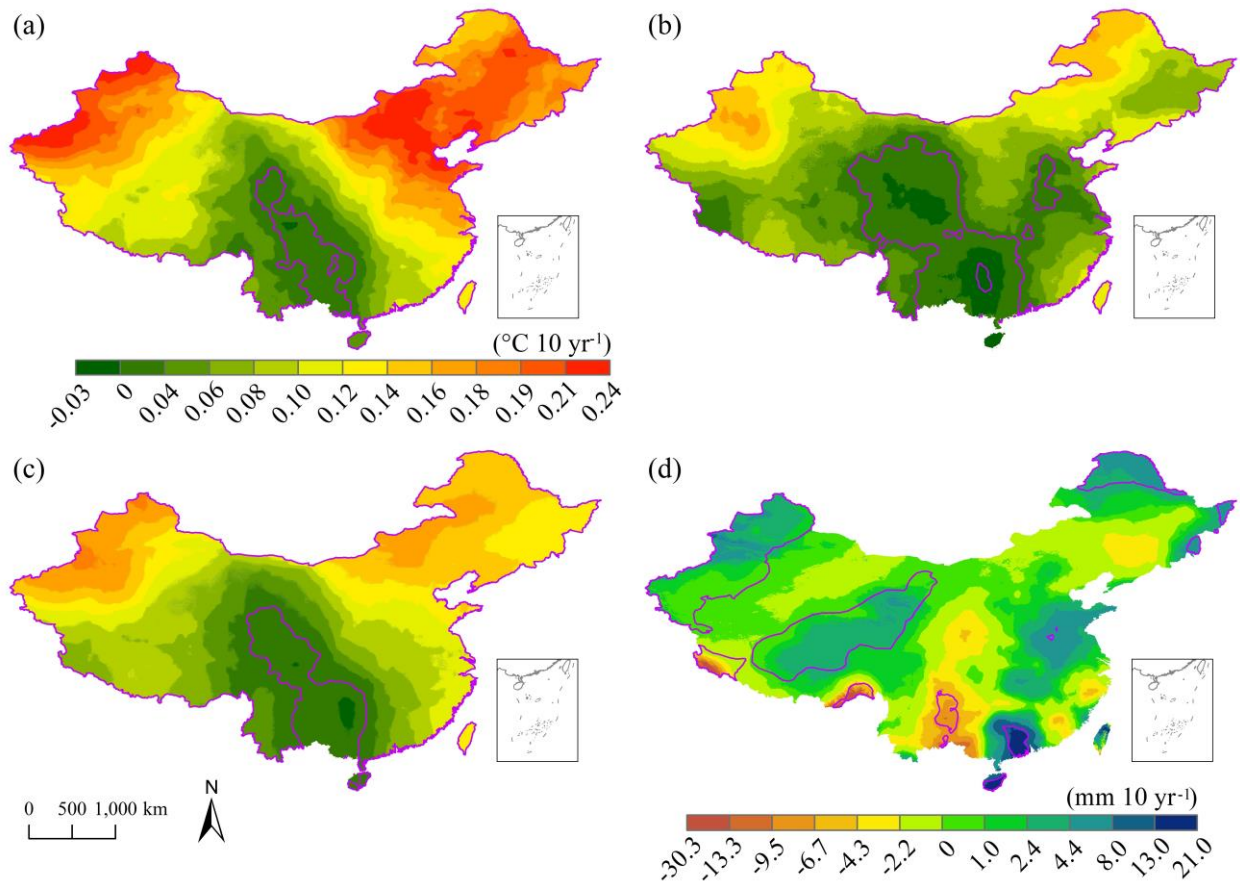 (a)
(b)
(°C 10 yr⁻¹)
-0.03 0 0.04 0.06 0.08 0.10 0.12 0.14 0.16 0.18 0.19 0.21 0.24
(c)
(d)
N
0 500 1,000 km
(mm 10 yr⁻¹)
-30.3 -13.3 -9.5 -6.7 -4.3 -2.2 0 1.0 2.4 4.4 8.0 13.0 21.0